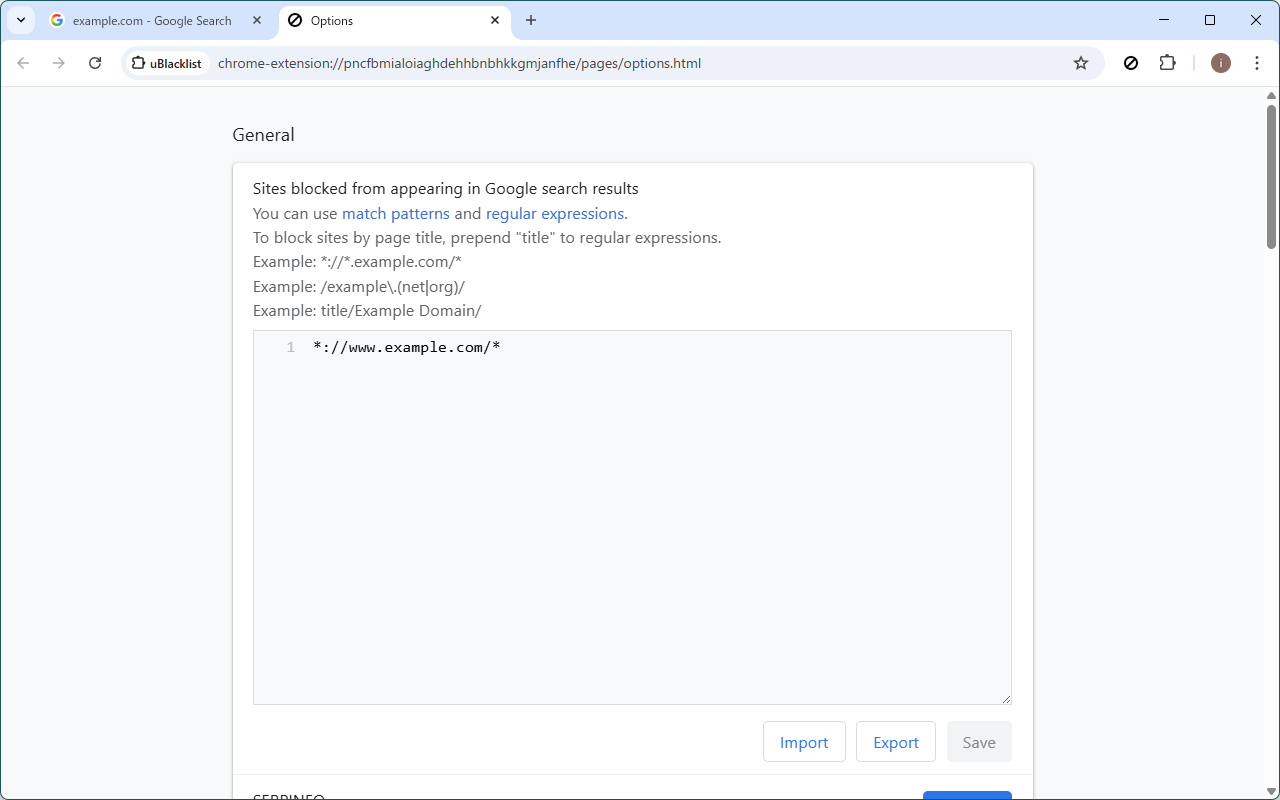 example.com - Google Search
Options
uBlacklist
chrome-extension://pncfbmialoiaghdehhbnbhkkgmjanfhe/pages/options.html
i
General
Sites blocked from appearing in Google search results
You can use match patterns and regular expressions.
To block sites by page title, prepend "title" to regular expressions.
Example: *://*.example.com/*
Example: /example\.(net|org)/
Example: title/Example Domain/
1 *://www.example.com/*
Import Export Save
SERPINFO